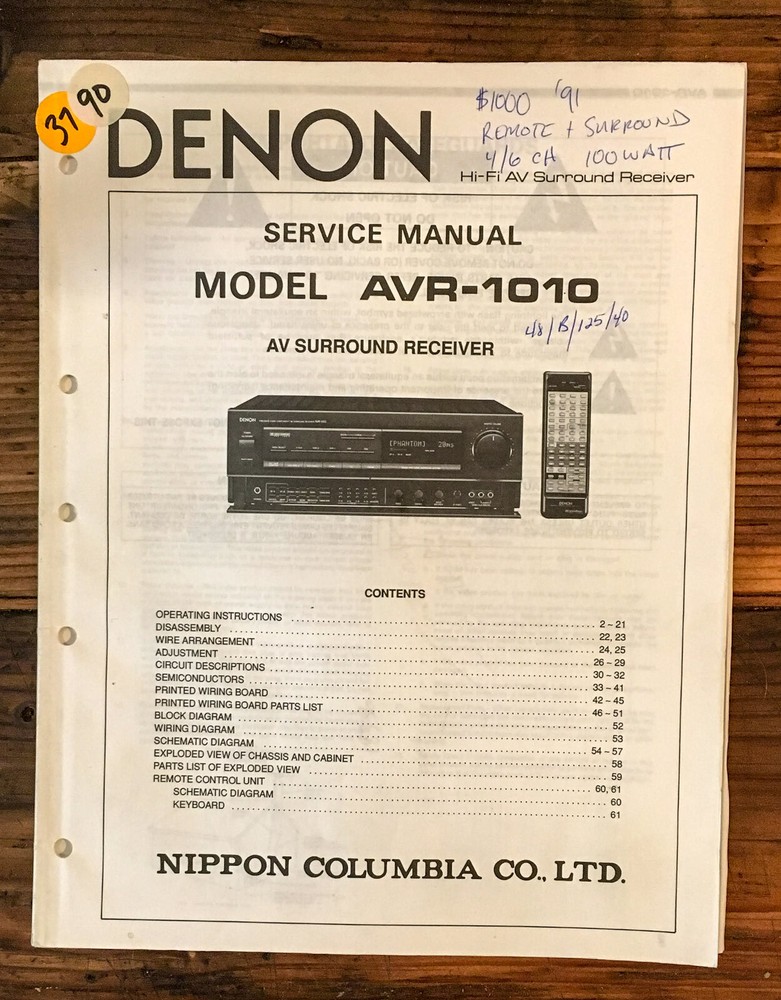 37 90
DENON
$1000 '91
REMOTE + SURROUND
4/6 CH 100 WATT
Hi-Fi AV Surround Receiver
SERVICE MANUAL
MODEL AVR-1010
48/B/125/40
AV SURROUND RECEIVER
DENON
[PHANTOM] 20ms
DENON
CONTENTS
OPERATING INSTRUCTIONS ........ 2 ~ 21
DISASSEMBLY ........ 22, 23
WIRE ARRANGEMENT ........ 24, 25
ADJUSTMENT ........ 26 ~ 29
CIRCUIT DESCRIPTIONS ........ 30 ~ 32
SEMICONDUCTORS ........ 33 ~ 41
PRINTED WIRING BOARD ........ 42 ~ 45
PRINTED WIRING BOARD PARTS LIST ........ 46 ~ 51
BLOCK DIAGRAM ........ 52
WIRING DIAGRAM ........ 53
SCHEMATIC DIAGRAM ........ 54 ~ 57
EXPLODED VIEW OF CHASSIS AND CABINET ........ 58
PARTS LIST OF EXPLODED VIEW ........ 59
REMOTE CONTROL UNIT ........ 60, 61
SCHEMATIC DIAGRAM ........ 60
KEYBOARD ........ 61
NIPPON COLUMBIA CO., LTD.